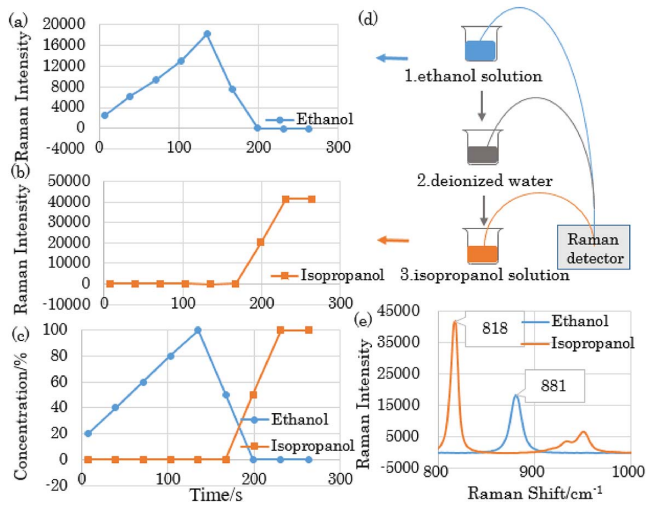 (a)
20000
16000
12000
8000
4000
0
-4000
Raman Intensity
0
100
200
300
Ethanol
(b)
50000
40000
30000
20000
10000
0
-10000
Raman Intensity
0
100
200
300
Isopropanol
(c)
100
80
60
40
20
0
-20
Concentration/%
0
100
200
300
Time/s
Ethanol
Isopropanol
(d)
1.ethanol solution
2.deionized water
3.isopropanol solution
Raman
detector
(e)
45000
35000
25000
15000
5000
-5000
Raman Intensity
818
881
Ethanol
Isopropanol
800
900
1000
Raman Shift/cm⁻¹